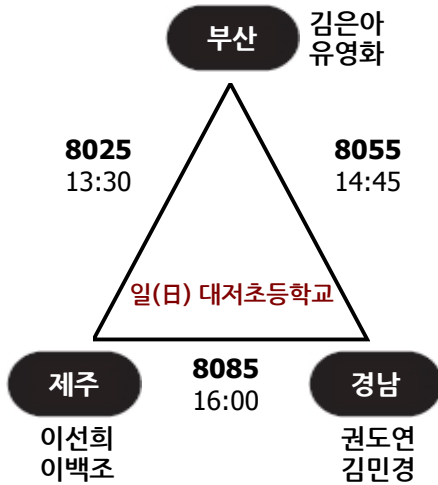 부산
김은아
유영화
8025
13:30
8055
14:45
일(日) 대저초등학교
제주
8085
16:00
경남
이선희
이백조
권도연
김민경